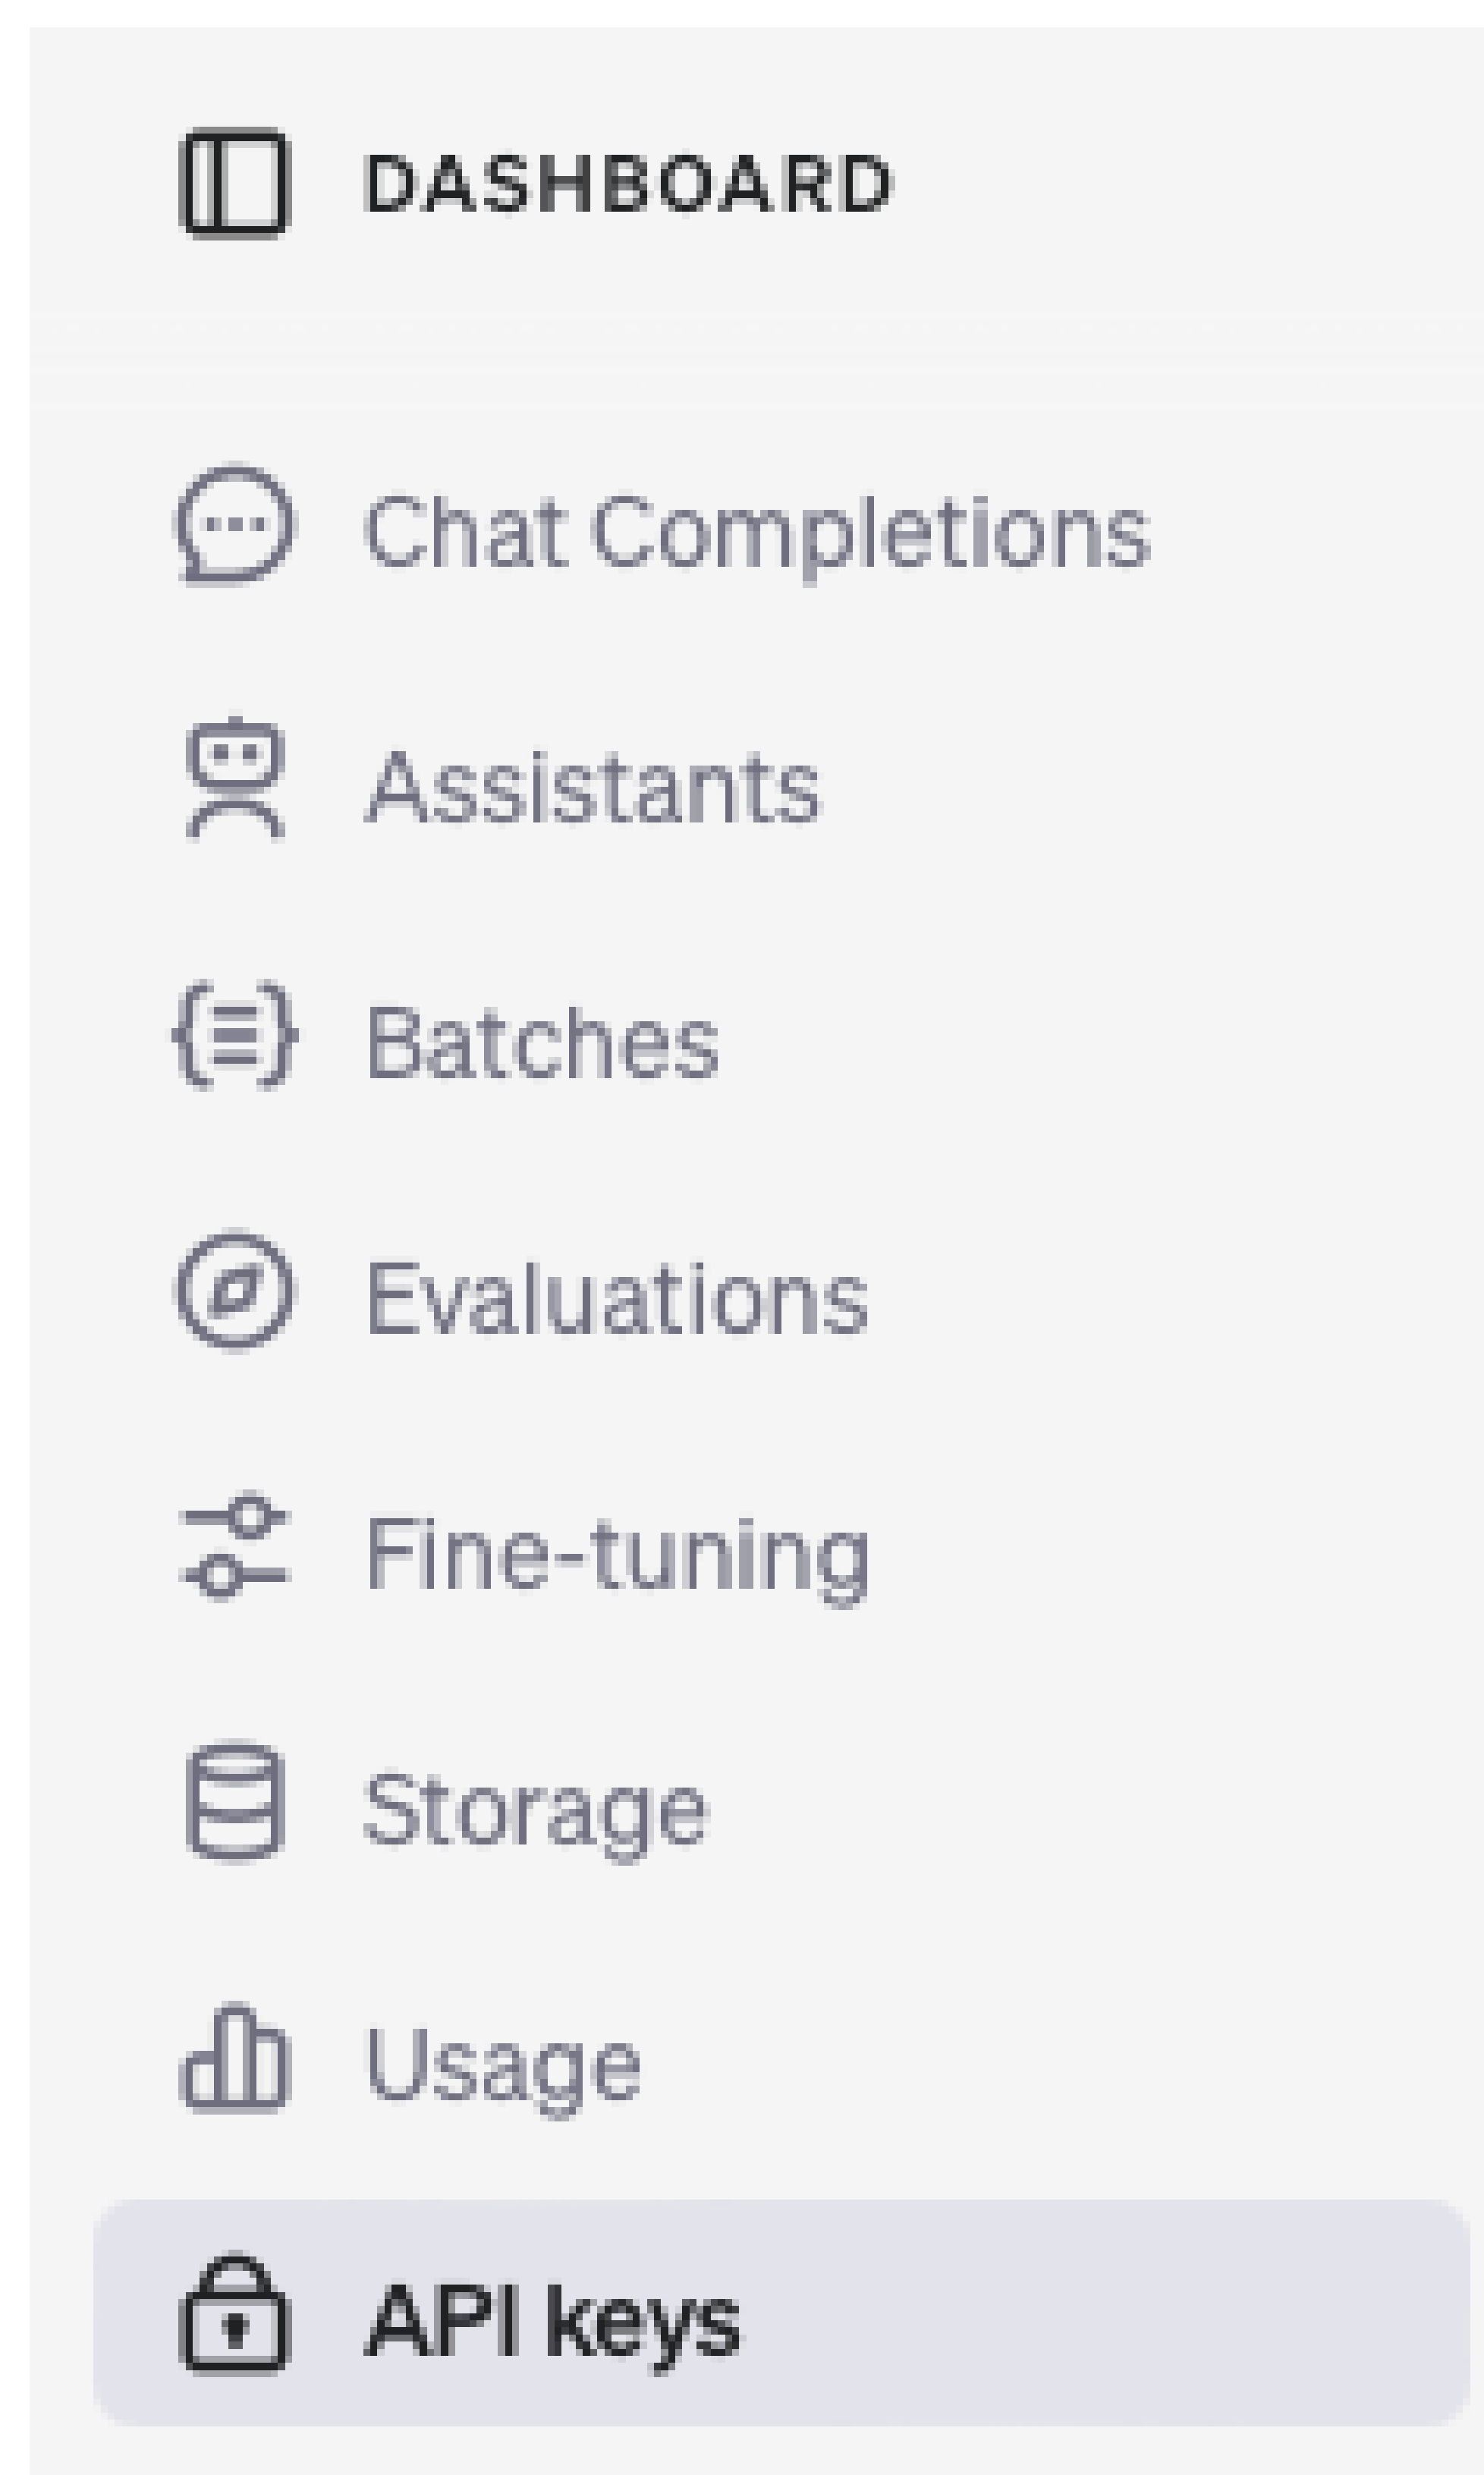 DASHBOARD
Chat Completions
Assistants
Batches
Evaluations
Fine-tuning
Storage
Usage
API keys